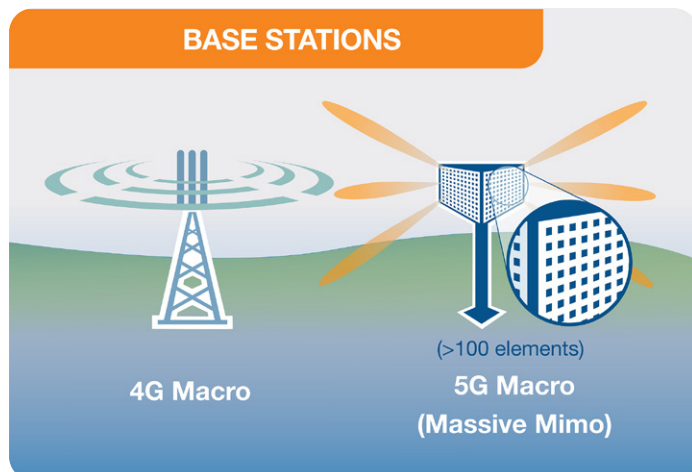 BASE STATIONS
(>100 elements)
4G Macro
5G Macro
(Massive Mimo)